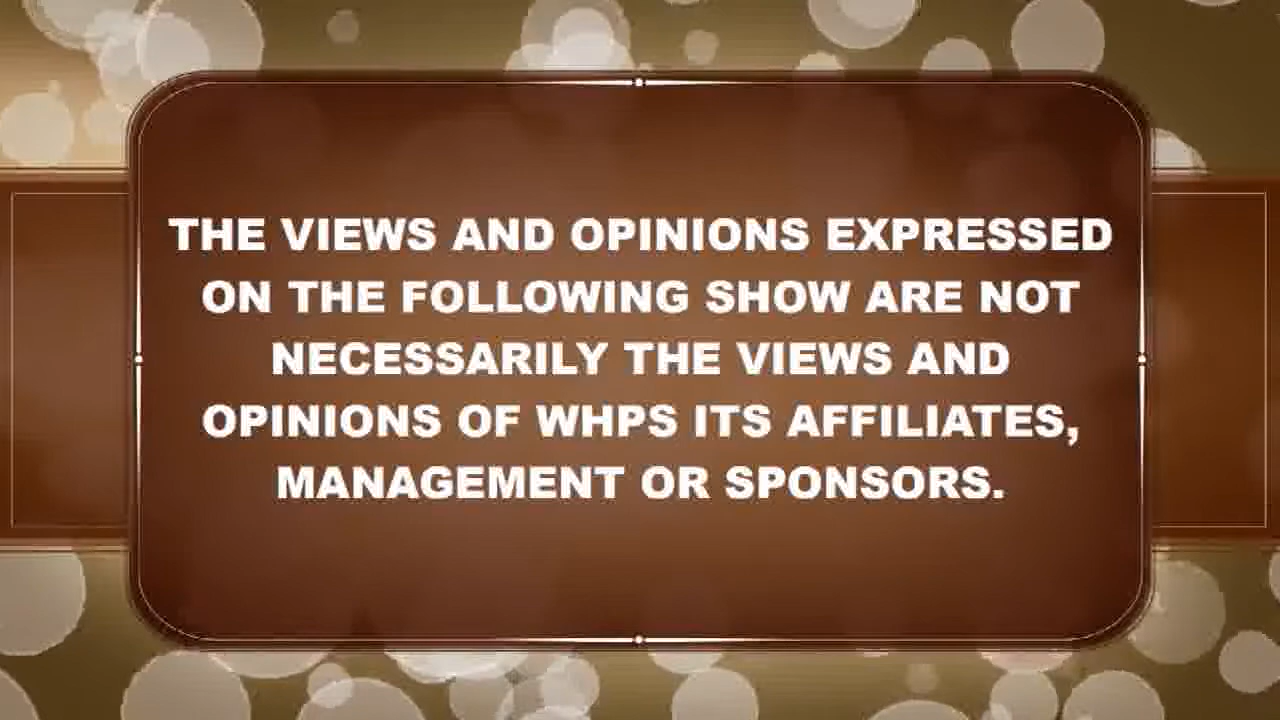 THE VIEWS AND OPINIONS EXPRESSED
ON THE FOLLOWING SHOW ARE NOT
NECESSARILY THE VIEWS AND
OPINIONS OF WHPS ITS AFFILIATES,
MANAGEMENT OR SPONSORS.